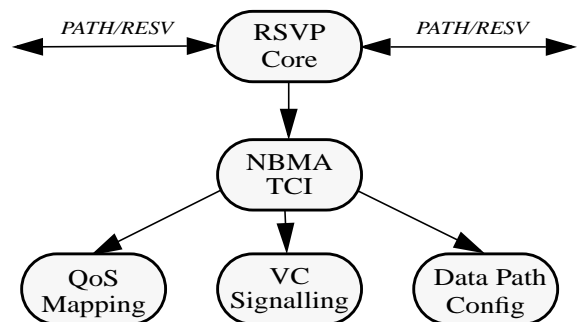 PATH/RESV
RSVP
Core
PATH/RESV
NBMA
TCI
QoS
Mapping
VC
Signalling
Data Path
Config